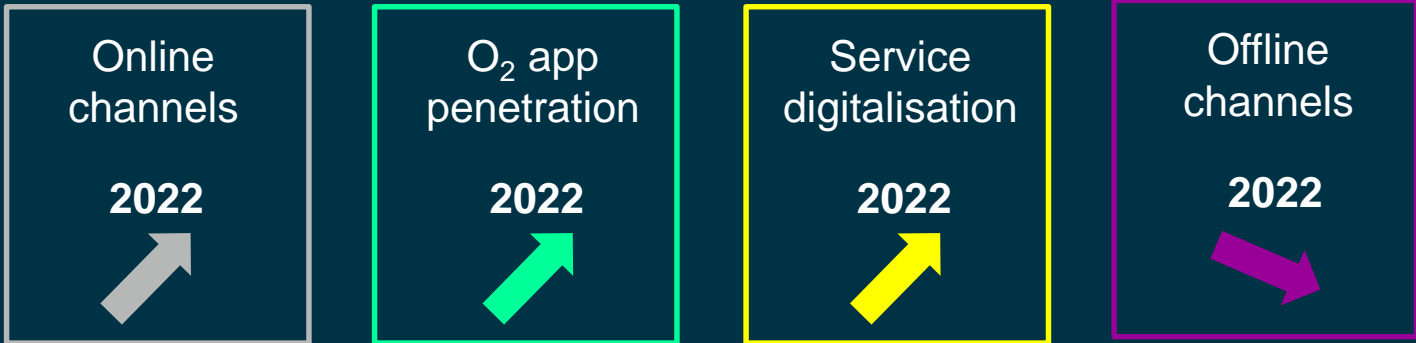 Online
channels
2022
O₂ app
penetration
2022
Service
digitalisation
2022
Offline
channels
2022